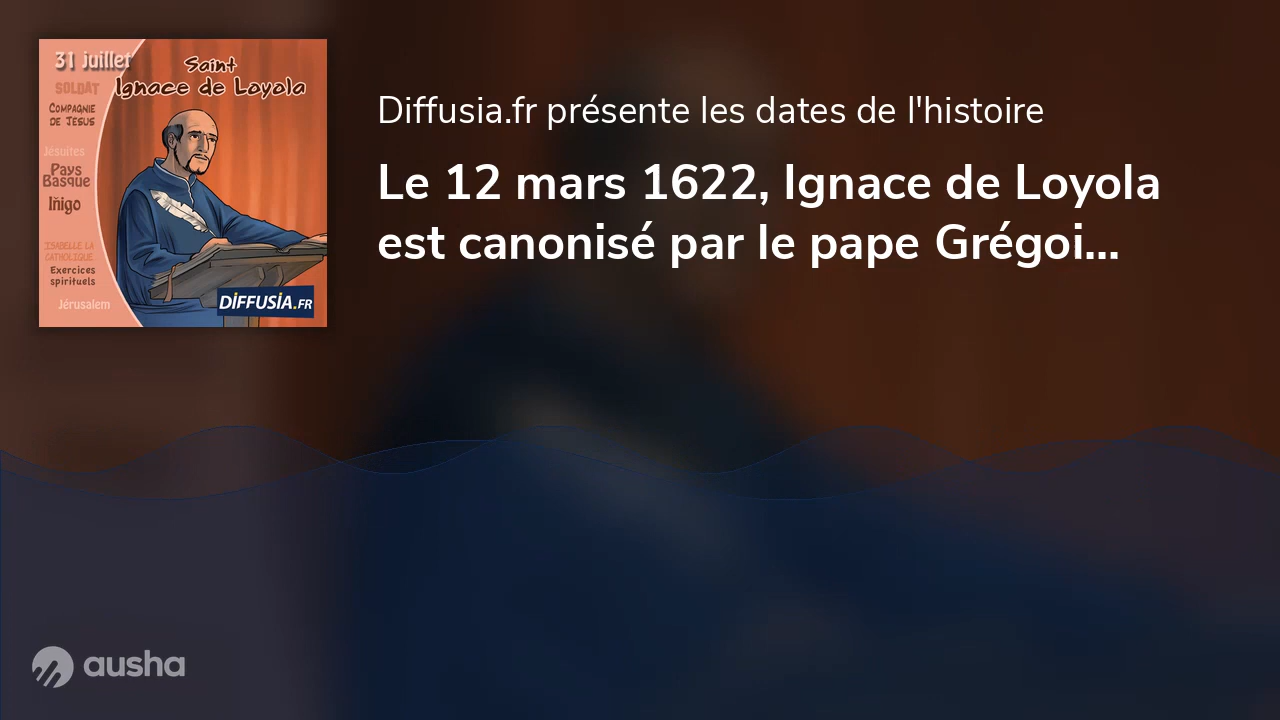 31 juillet
Saint
Ignace de Loyola
SOLDAT
COMPAGNIE
DE JESUS
Jésuites
Pays
Basque
Iñigo
ISABELLE LA
CATHOLIQUE
Exercices
spirituels
Jérusalem
DIFFUSIA.FR
Diffusia.fr présente les dates de l'histoire
Le 12 mars 1622, Ignace de Loyola
est canonisé par le pape Grégoi...
ausha